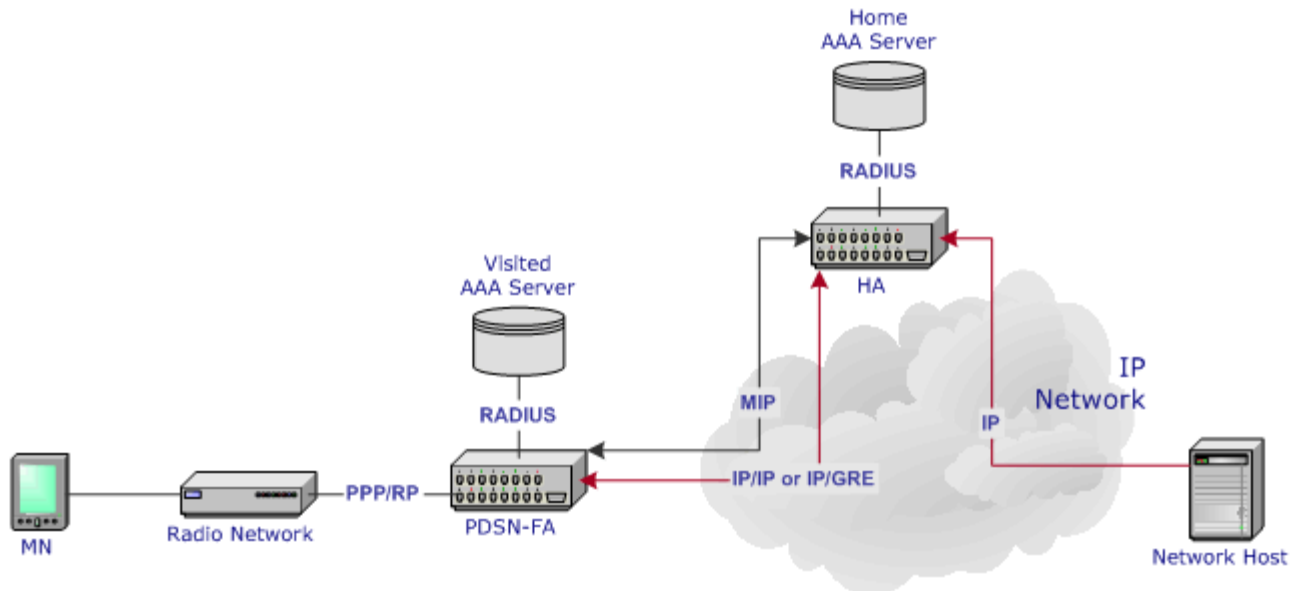 Home
AAA Server
RADIUS
HA
Visited
AAA Server
RADIUS
MIP
IP
Network
IP
IP/IP or IP/GRE
PPP/RP
PDSN-FA
Radio Network
MN
Network Host